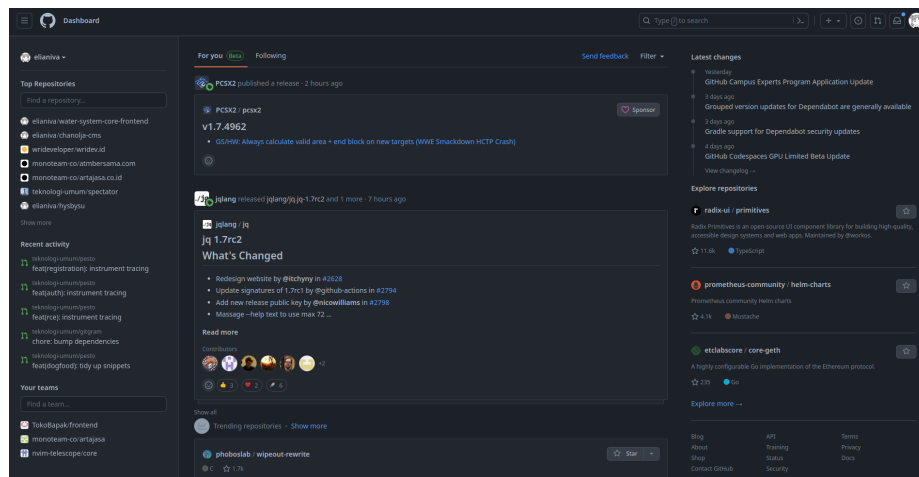 Dashboard
Type / to search
elianiva
Top Repositories
Find a repository...
elianiva/water-system-core-frontend
elianiva/chanolja-cms
wrideveloper/wridev.id
monoteam-co/atmbersama.com
monoteam-co/artajasa.co.id
teknologi-umum/spectator
elianiva/hysbysu
Show more
Recent activity
teknologi-umum/pesto
feat(registration): instrument tracing
teknologi-umum/pesto
feat(auth): instrument tracing
teknologi-umum/pesto
feat(rce): instrument tracing
teknologi-umum/gitgram
chore: bump dependencies
teknologi-umum/pesto
feat(dogfood): tidy up snippets
Your teams
Find a team...
TokoBapak/frontend
monoteam-co/artajasa
nvim-telescope/core
For you Beta Following Send feedback Filter
PCSX2 published a release · 2 hours ago
PCSX2 / pcsx2 Sponsor
v1.7.4962
• GS/HW: Always calculate valid area + end block on new targets (WWE Smackdown HCTP Crash)
jqlang released jqlang/jq jq-1.7rc2 and 1 more · 7 hours ago
jqlang / jq
jq 1.7rc2
What's Changed
• Redesign website by @itchyny in #2628
• Update signatures of 1.7rc1 by @github-actions in #2794
• Add new release public key by @nicowilliams in #2798
• Massage --help text to use max 72 ...
Read more
Contributors
+2
3 2 6
Show all
Trending repositories · Show more
phoboslab / wipeout-rewrite Star
C 1.7k
Latest changes
Yesterday
GitHub Campus Experts Program Application Update
3 days ago
Grouped version updates for Dependabot are generally available
3 days ago
Gradle support for Dependabot security updates
4 days ago
GitHub Codespaces GPU Limited Beta Update
View changelog →
Explore repositories
radix-ui / primitives
Radix Primitives is an open-source UI component library for building high-quality,
accessible design systems and web apps. Maintained by @workos.
11.6k TypeScript
prometheus-community / helm-charts
Prometheus community Helm charts
4.1k Mustache
etclabscore / core-geth
A highly configurable Go implementation of the Ethereum protocol.
235 Go
Explore more →
Blog API Terms
About Training Privacy
Shop Status Docs
Contact GitHub Security